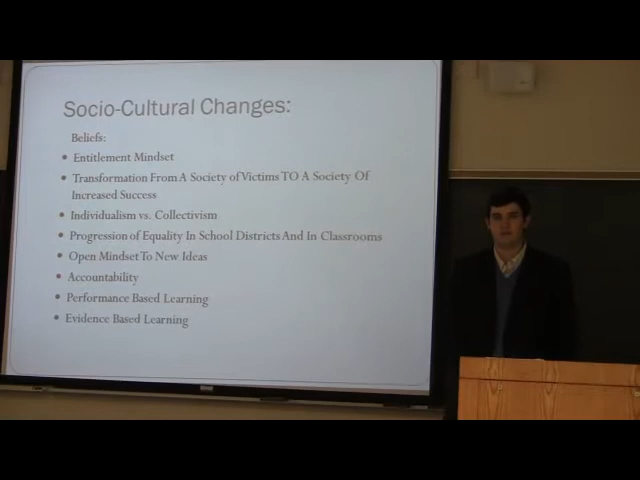 Socio-Cultural Changes:
Beliefs:
• Entitlement Mindset
• Transformation From A Society of Victims TO A Society Of
Increased Success
• Individualism vs. Collectivism
• Progression of Equality In School Districts And In Classrooms
• Open Mindset To New Ideas
• Accountability
• Performance Based Learning
• Evidence Based Learning